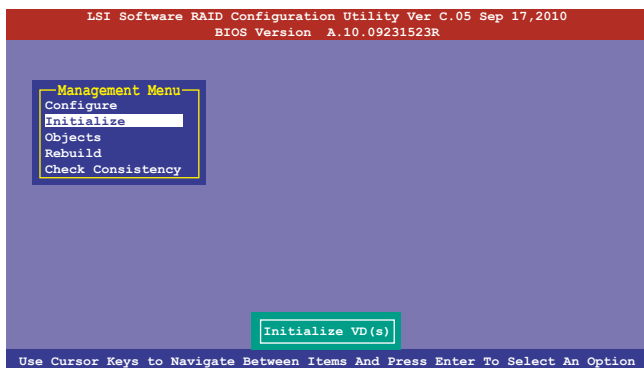 LSI Software RAID Configuration Utility Ver C.05 Sep 17,2010
BIOS Version A.10.09231523R
Management Menu
Configure
Initialize
Objects
Rebuild
Check Consistency
Initialize VD(s)
Use Cursor Keys to Navigate Between Items And Press Enter To Select An Option